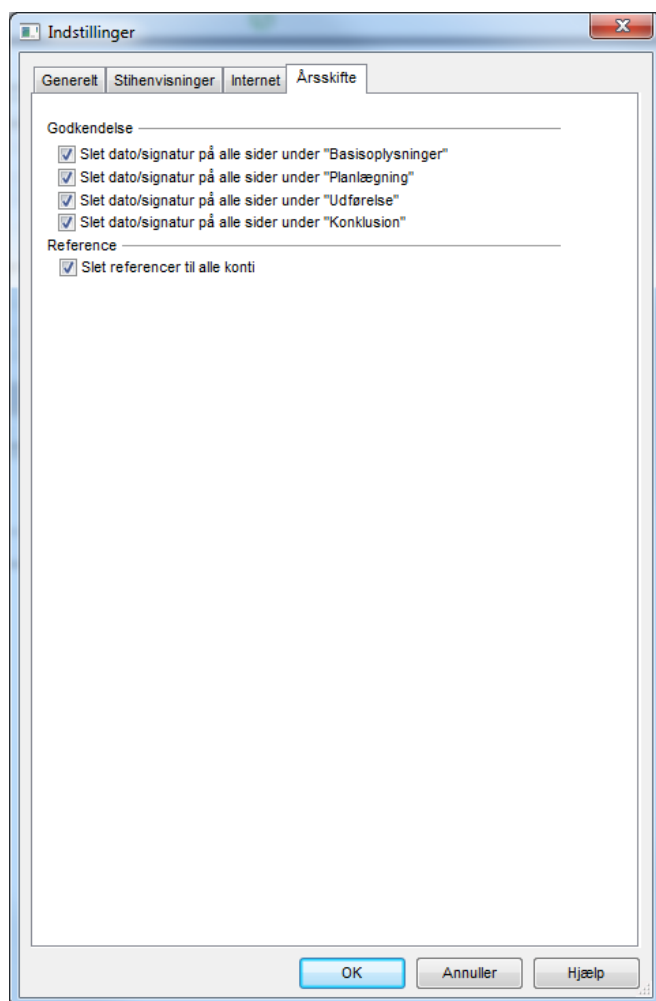 Indstillinger
Generelt Stihenvisninger Internet Årsskifte
Godkendelse
Slet dato/signatur på alle sider under "Basisoplysninger"
Slet dato/signatur på alle sider under "Planlægning"
Slet dato/signatur på alle sider under "Udførelse"
Slet dato/signatur på alle sider under "Konklusion"
Reference
Slet referencer til alle konti
OK Annuller Hjælp